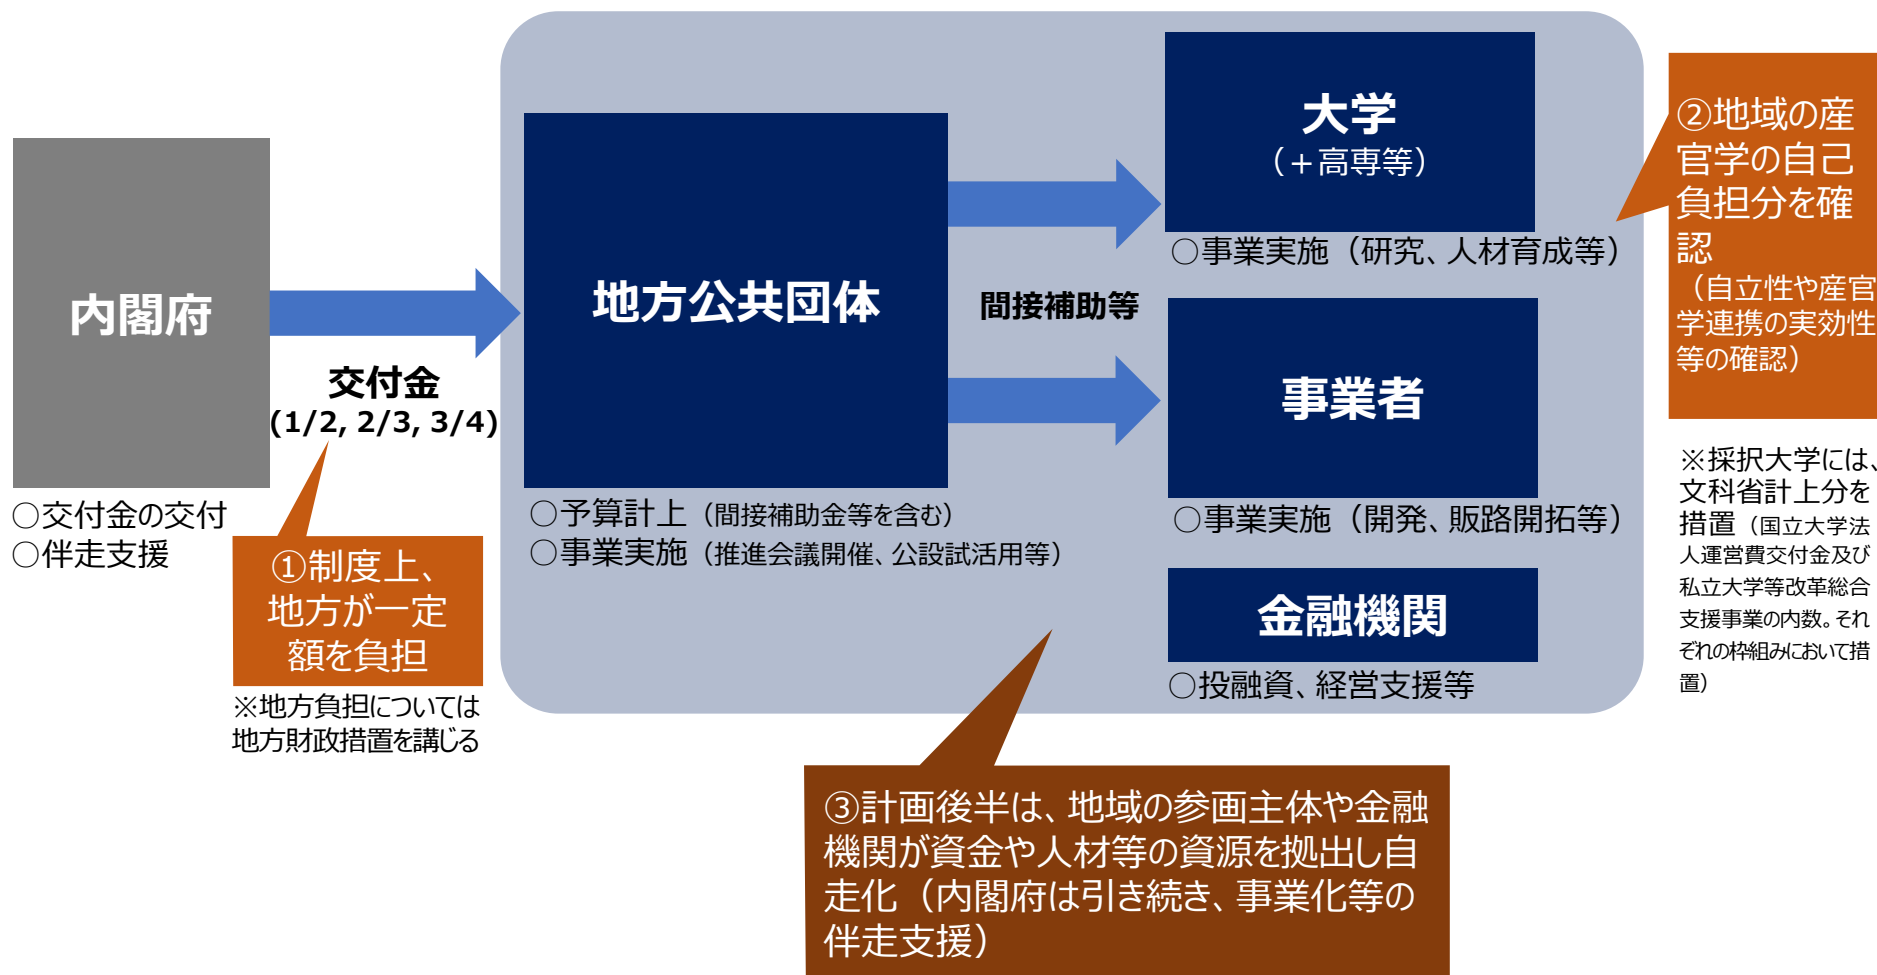 内閣府
○交付金の交付
○伴走支援
交付金
(1/2, 2/3, 3/4)
①制度上、
地方が一定
額を負担
※地方負担については
地方財政措置を講じる
地方公共団体
○予算計上（間接補助金等を含む）
○事業実施（推進会議開催、公設試活用等）
間接補助等
大学
（＋高専等）
○事業実施（研究、人材育成等）
事業者
○事業実施（開発、販路開拓等）
金融機関
○投融資、経営支援等
②地域の産
官学の自己
負担分を確
認
（自立性や産官
学連携の実効性
等の確認）
※採択大学には、
文科省計上分を
措置（国立大学法
人運営費交付金及び
私立大学等改革総合
支援事業の内数。それ
ぞれの枠組みにおいて措
置）
③計画後半は、地域の参画主体や金融
機関が資金や人材等の資源を拠出し自
走化（内閣府は引き続き、事業化等の
伴走支援）